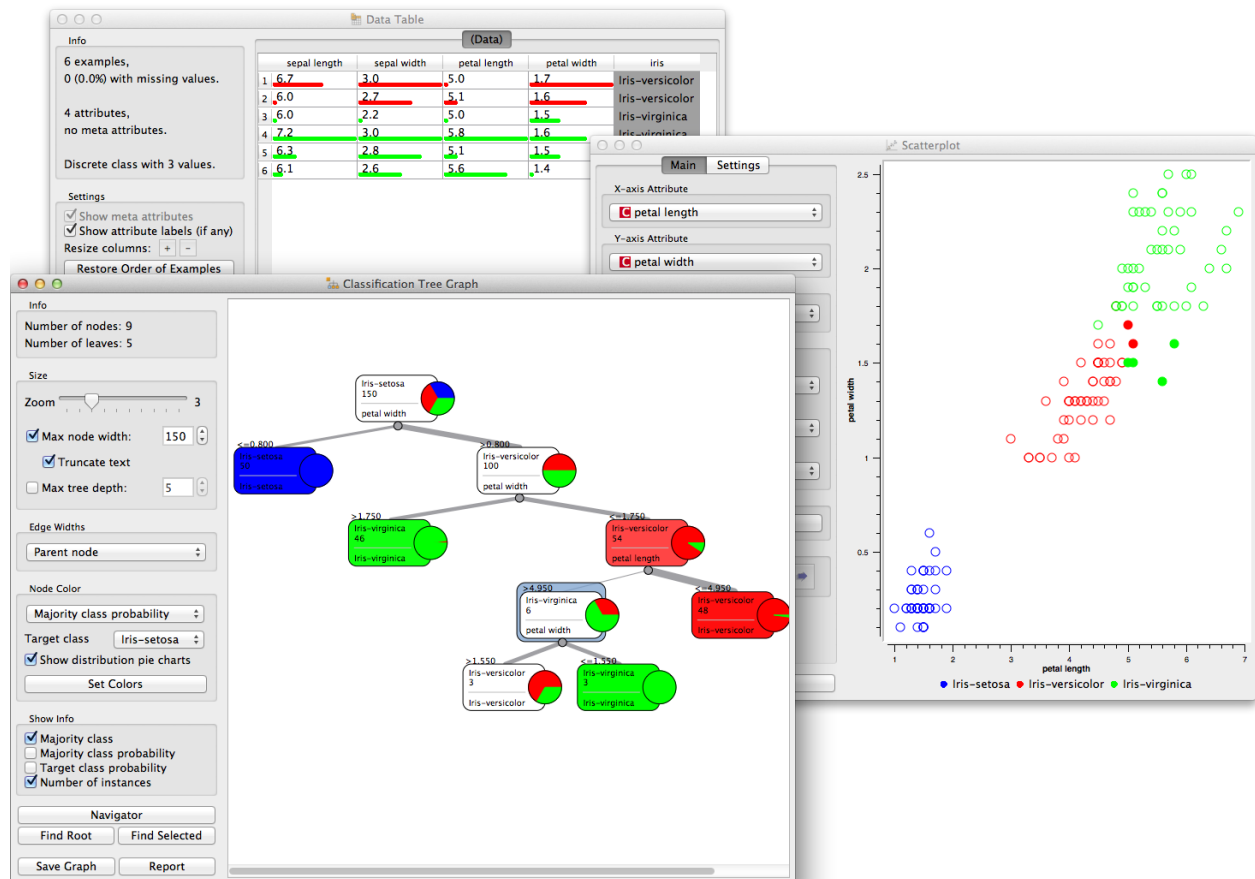 Data Table
Info
6 examples,
0 (0.0%) with missing values.
4 attributes,
no meta attributes.
Discrete class with 3 values.
Settings
Show meta attributes
Show attribute labels (if any)
Resize columns: + -
Restore Order of Examples
(Data)
sepal length sepal width petal length petal width iris
1 6.7 3.0 5.0 1.7 Iris-versicolor
2 6.0 2.7 5.1 1.6 Iris-versicolor
3 6.0 2.2 5.0 1.5 Iris-virginica
4 7.2 3.0 5.8 1.6 Iris-virginica
5 6.3 2.8 5.1 1.5
6 6.1 2.6 5.6 1.4
Scatterplot
Main Settings
X-axis Attribute
C petal length
Y-axis Attribute
C petal width
petal width
2.5
2
1.5
1
0.5
1 2 3 4 5 6 7
petal length
Iris-setosa Iris-versicolor Iris-virginica
Classification Tree Graph
Info
Number of nodes: 9
Number of leaves: 5
Size
Zoom 3
Max node width: 150
Truncate text
Max tree depth: 5
Edge Widths
Parent node
Node Color
Majority class probability
Target class Iris-setosa
Show distribution pie charts
Set Colors
Show Info
Majority class
Majority class probability
Target class probability
Number of instances
Navigator
Find Root Find Selected
Save Graph Report
Iris-setosa
150
petal width
<=0.800
Iris-setosa
50
Iris-setosa
>0.800
Iris-versicolor
100
petal width
>1.750
Iris-virginica
46
Iris-virginica
<=1.750
Iris-versicolor
54
petal length
>4.950
Iris-virginica
6
petal width
<=4.950
Iris-versicolor
48
Iris-versicolor
>1.550
Iris-versicolor
3
Iris-versicolor
<=1.550
Iris-virginica
3
Iris-virginica